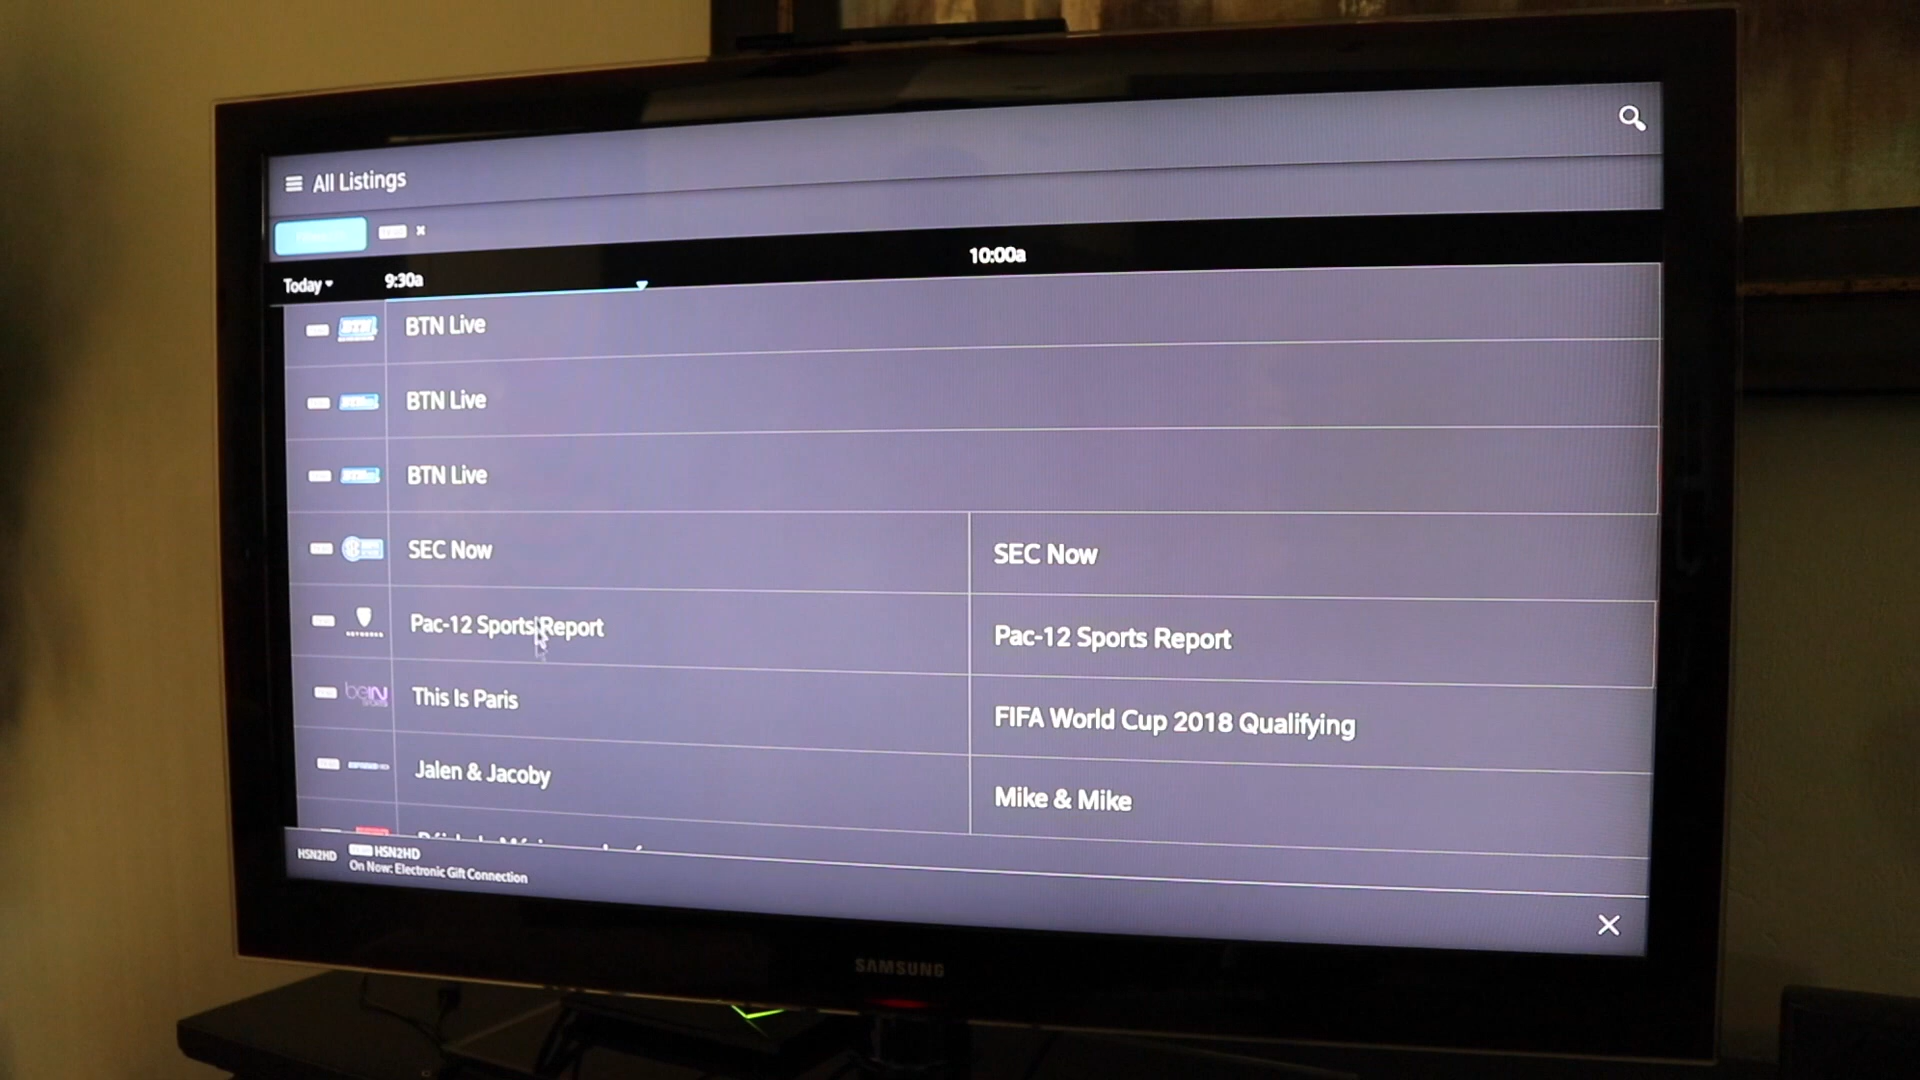 All Listings
Today
9:30a
10:00a
BTN Live
BTN Live
BTN Live
SEC Now
SEC Now
Pac-12 Sports Report
Pac-12 Sports Report
beIN
SPORTS
This Is Paris
FIFA World Cup 2018 Qualifying
Jalen & Jacoby
Mike & Mike
HSN2HD
HSN2HD
On Now: Electronic Gift Connection
SAMSUNG